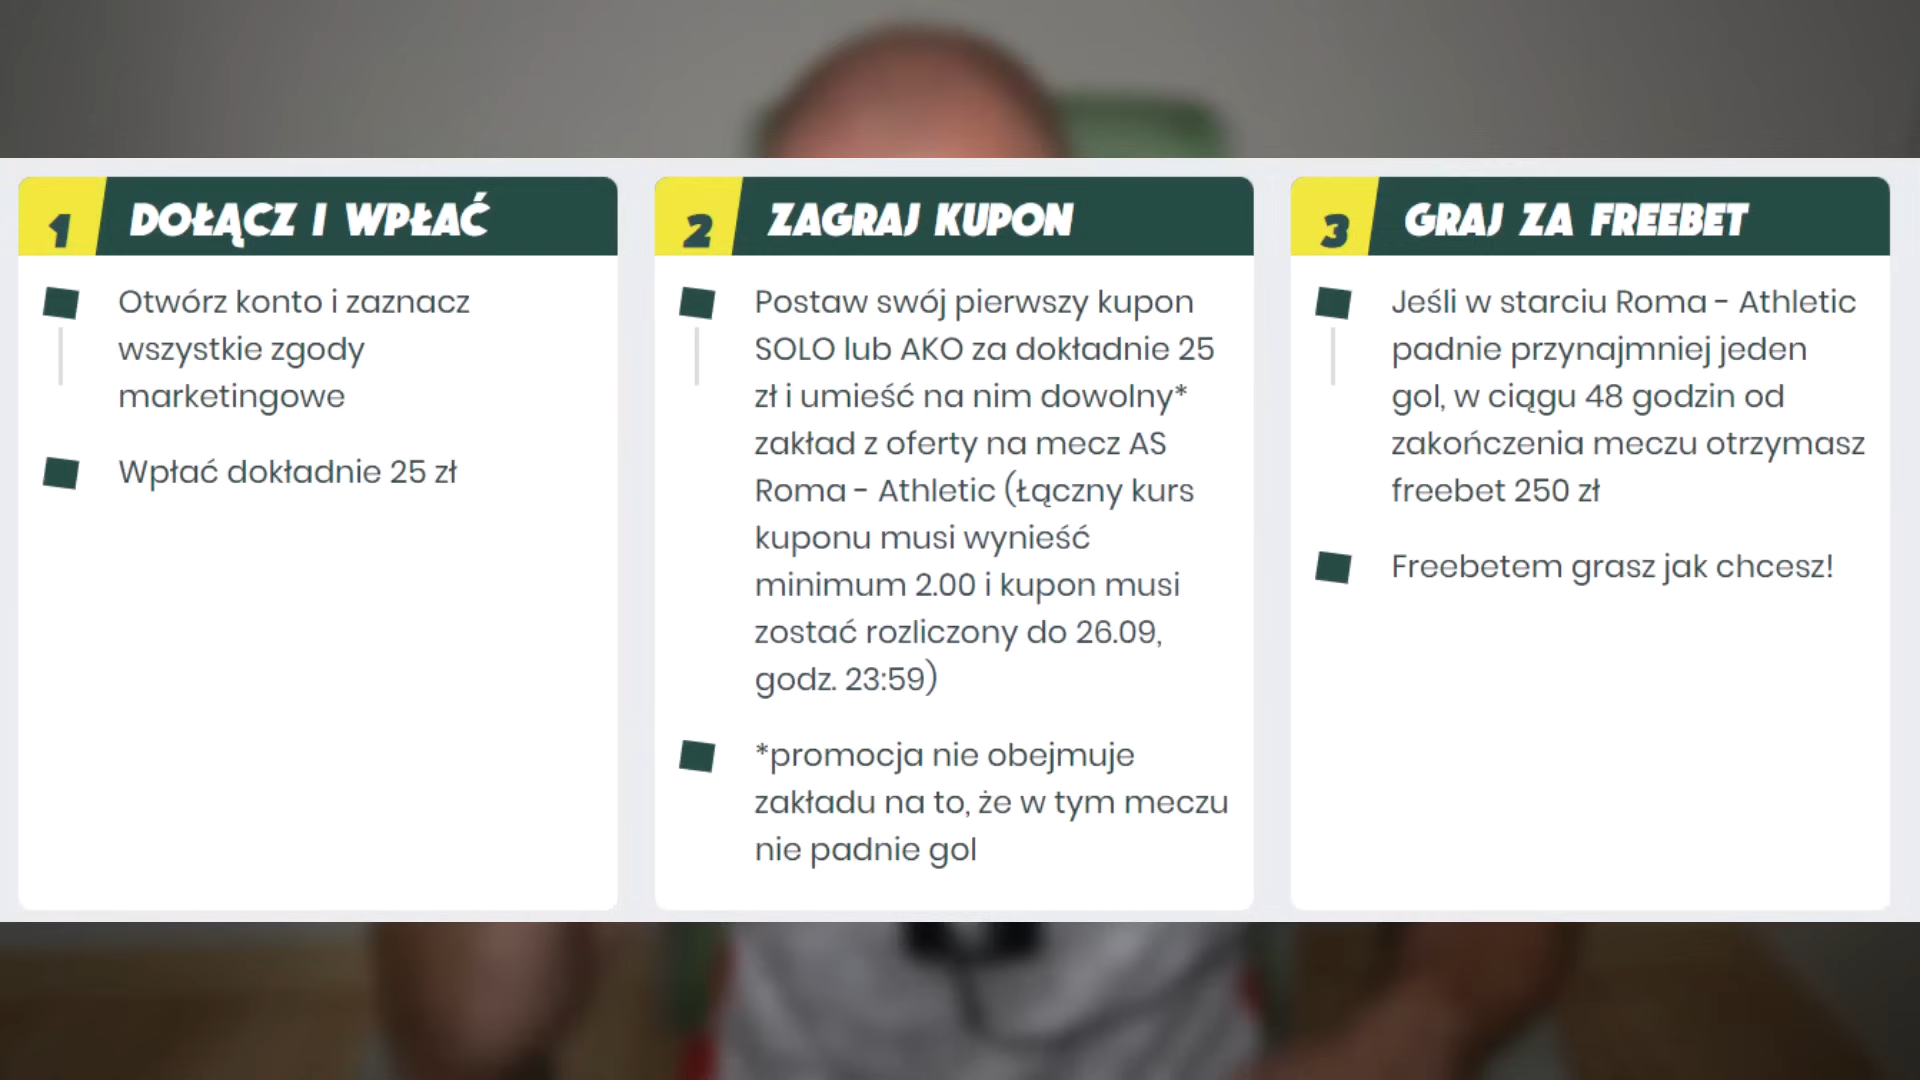 1 DOŁĄCZ I WPŁAĆ
Otwórz konto i zaznacz
wszystkie zgody
marketingowe
Wpłać dokładnie 25 zł
2 ZAGRAJ KUPON
Postaw swój pierwszy kupon
SOLO lub AKO za dokładnie 25
zł i umieść na nim dowolny*
zakład z oferty na mecz AS
Roma - Athletic (Łączny kurs
kuponu musi wynieść
minimum 2.00 i kupon musi
zostać rozliczony do 26.09,
godz. 23:59)
*promocja nie obejmuje
zakładu na to, że w tym meczu
nie padnie gol
3 GRAJ ZA FREEBET
Jeśli w starciu Roma - Athletic
padnie przynajmniej jeden
gol, w ciągu 48 godzin od
zakończenia meczu otrzymasz
freebet 250 zł
Freebetem grasz jak chcesz!